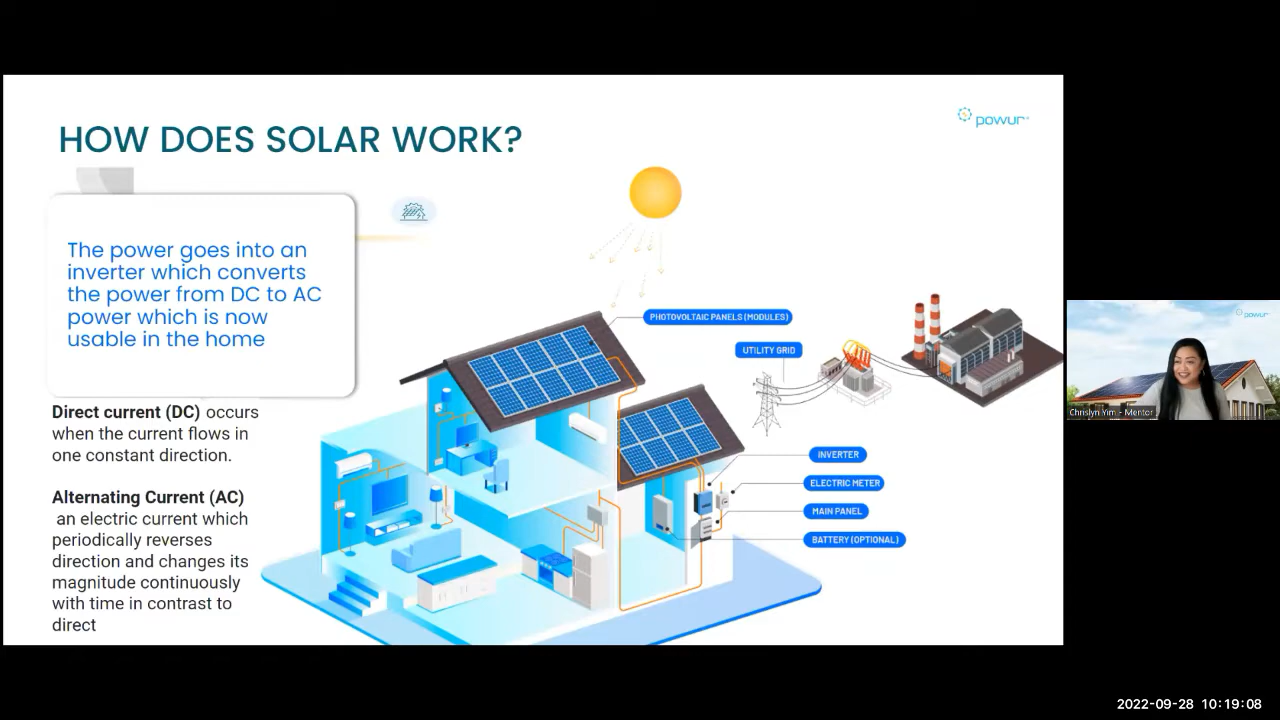 HOW DOES SOLAR WORK?
powur
The power goes into an
inverter which converts
the power from DC to AC
power which is now
usable in the home
Direct current (DC) occurs
when the current flows in
one constant direction.
Alternating Current (AC)
an electric current which
periodically reverses
direction and changes its
magnitude continuously
with time in contrast to
direct
PHOTOVOLTAIC PANELS (MODULES)
UTILITY GRID
INVERTER
ELECTRIC METER
MAIN PANEL
BATTERY (OPTIONAL)
powur
Chrislyn Yim - Mentor
2022-09-28 10:19:08